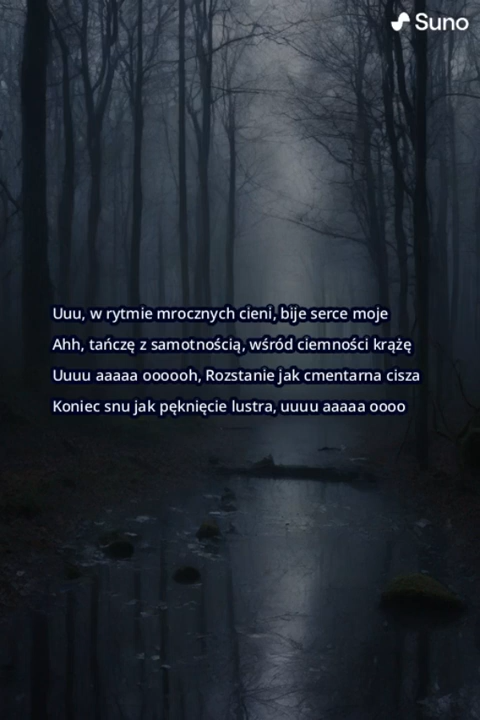 Suno
Uuu, w rytmie mrocznych cieni, bije serce moje
Ahh, tańczę z samotnością, wśród ciemności krążę
Uuuu aaaaa oooooh, Rozstanie jak cmentarna cisza
Koniec snu jak pęknięcie lustra, uuuu aaaaa oooo